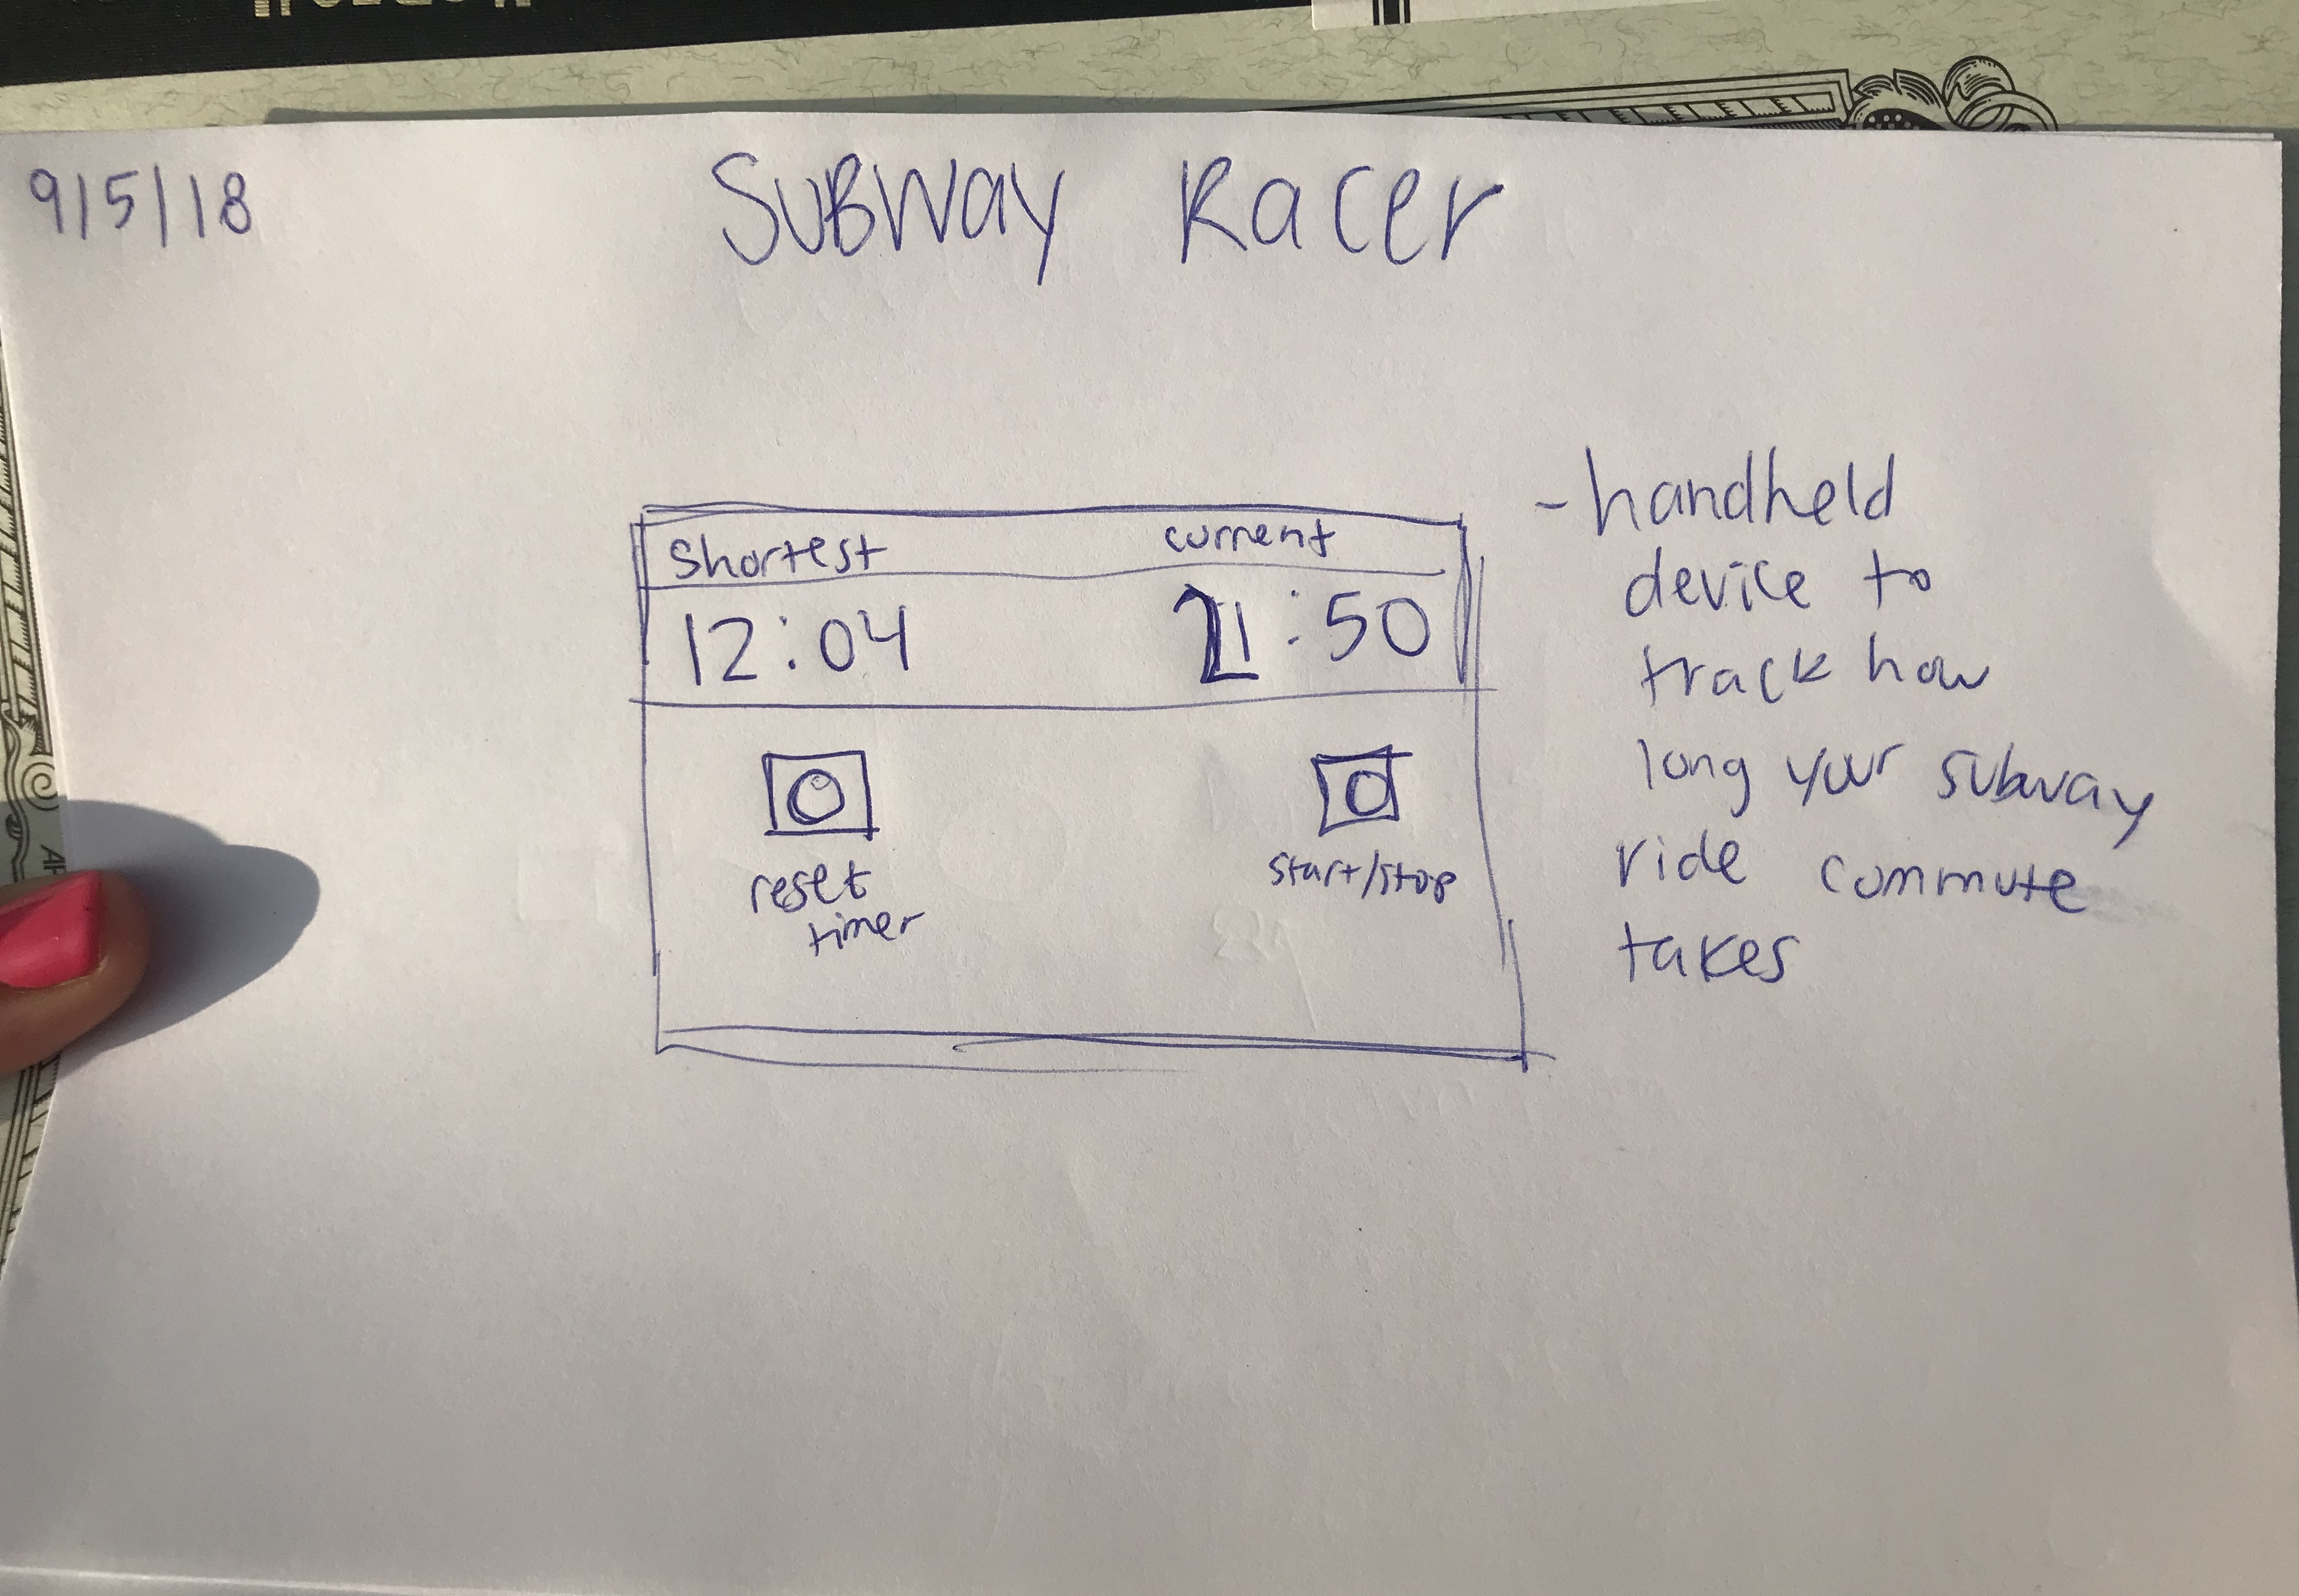 9/5/18
SUBWay Racer
Shortest current
12:04 21:50
reset
timer
start/stop
- handheld
device to
track how
long your subway
ride commute
takes